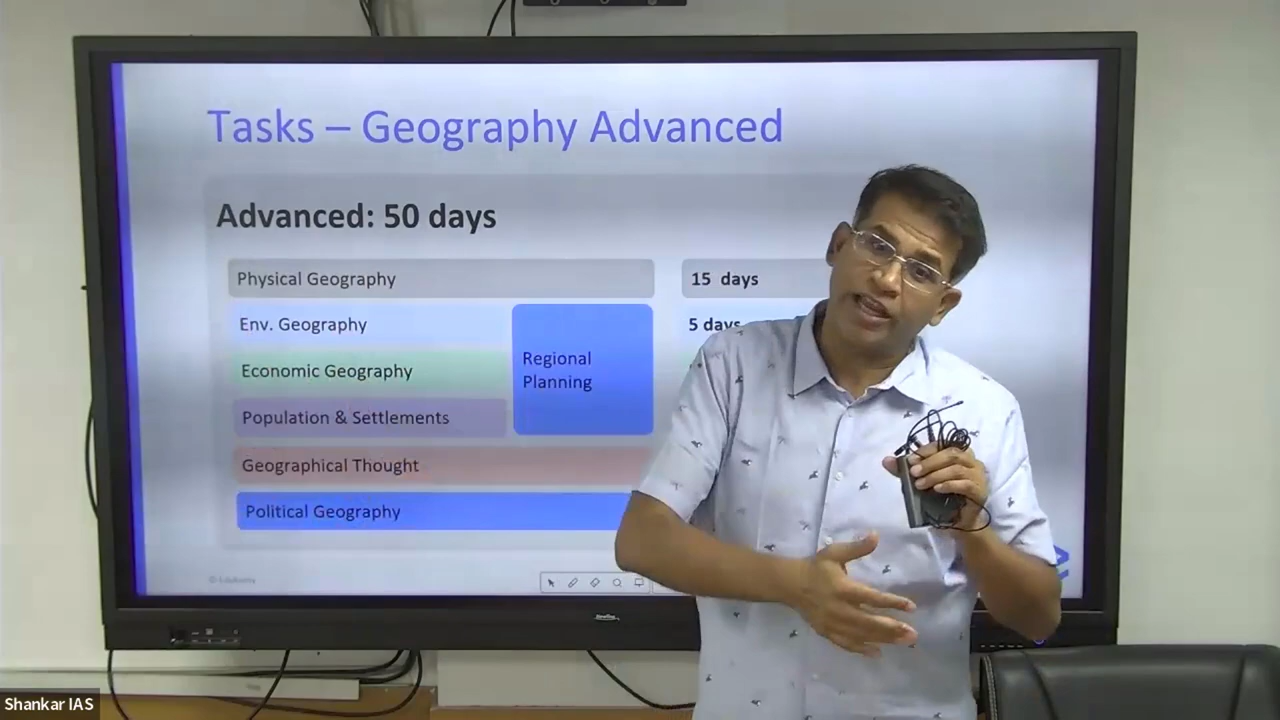 Tasks – Geography Advanced
Advanced: 50 days
Physical Geography
15 days
Env. Geography
5 days
Regional
Planning
Economic Geography
Population & Settlements
Geographical Thought
Political Geography
Shankar IAS